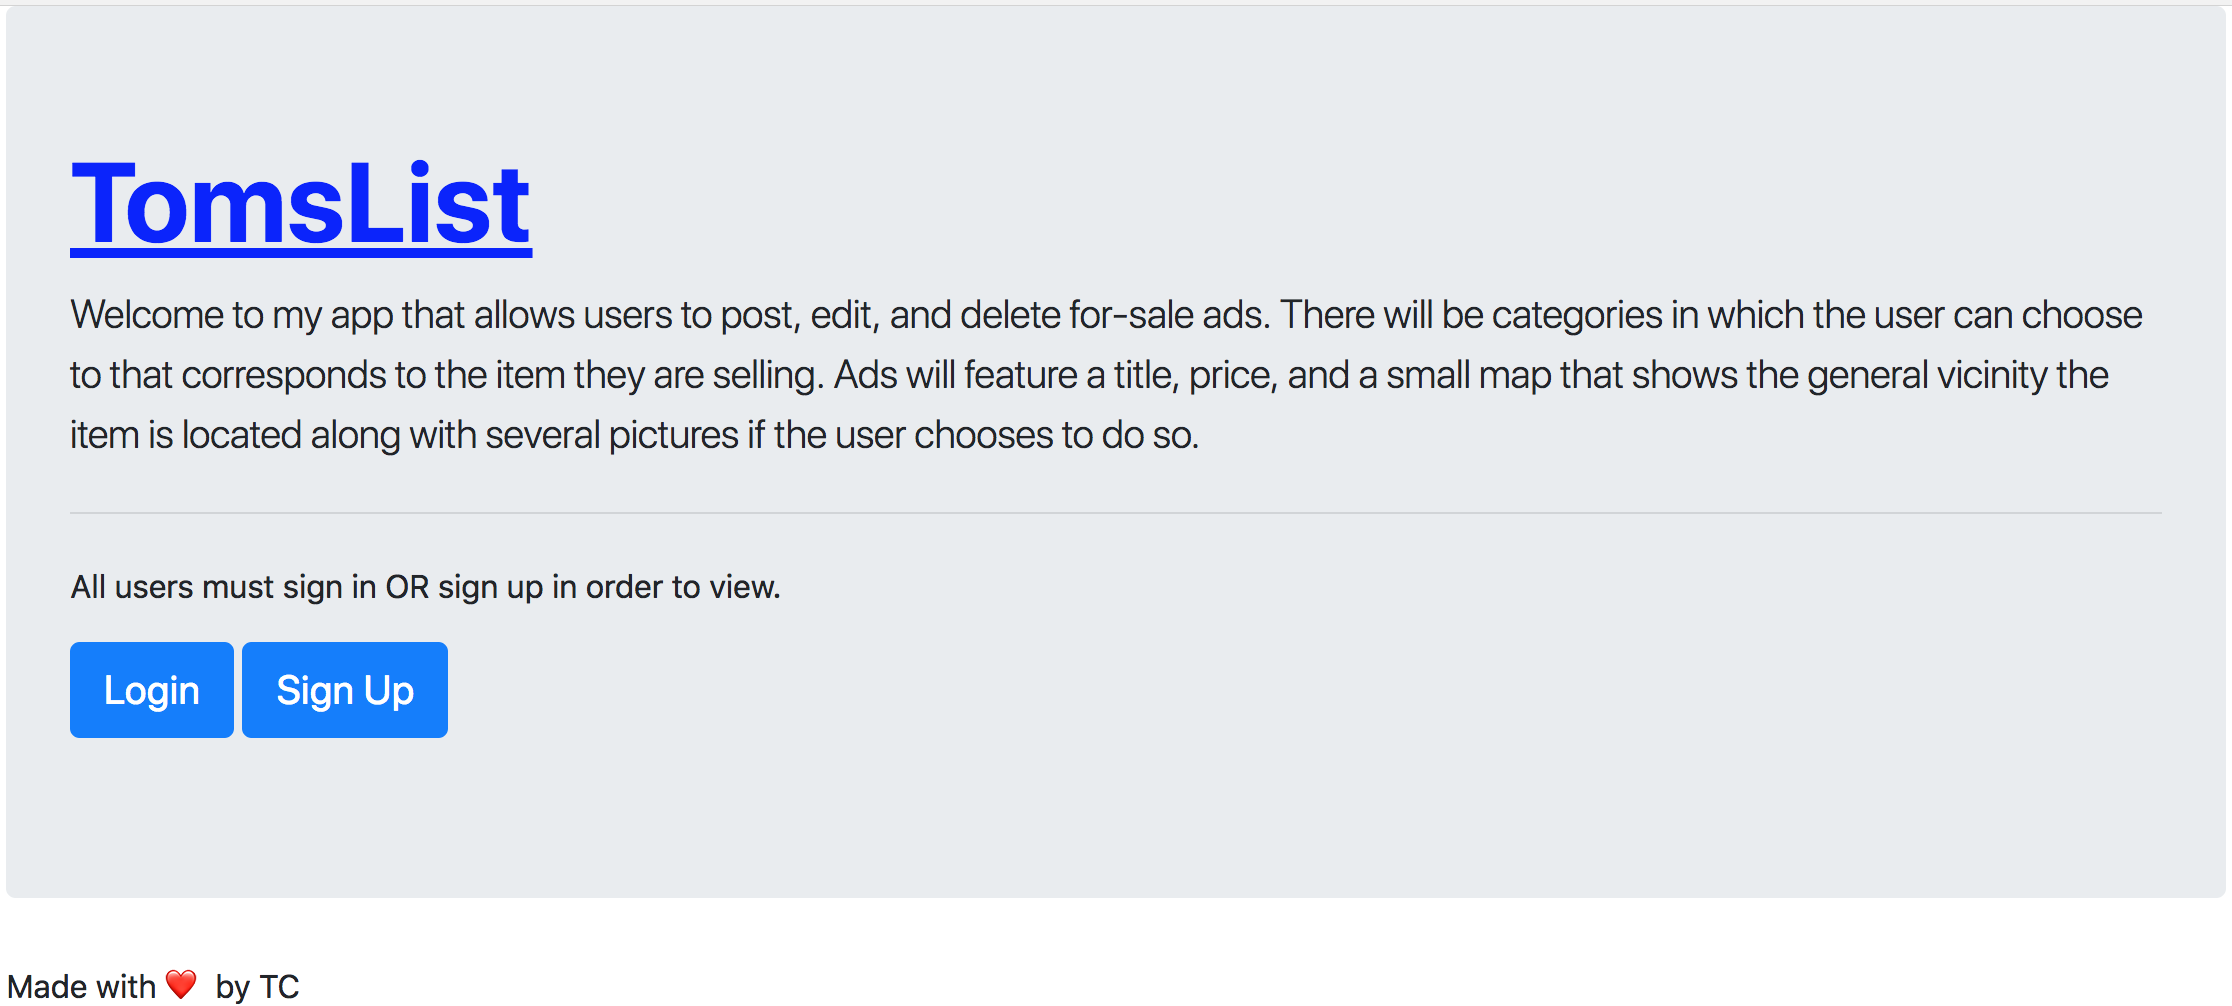 TomsList
Welcome to my app that allows users to post, edit, and delete for-sale ads. There will be categories in which the user can choose
to that corresponds to the item they are selling. Ads will feature a title, price, and a small map that shows the general vicinity the
item is located along with several pictures if the user chooses to do so.
All users must sign in OR sign up in order to view.
Login Sign Up
Made with ❤️ by TC